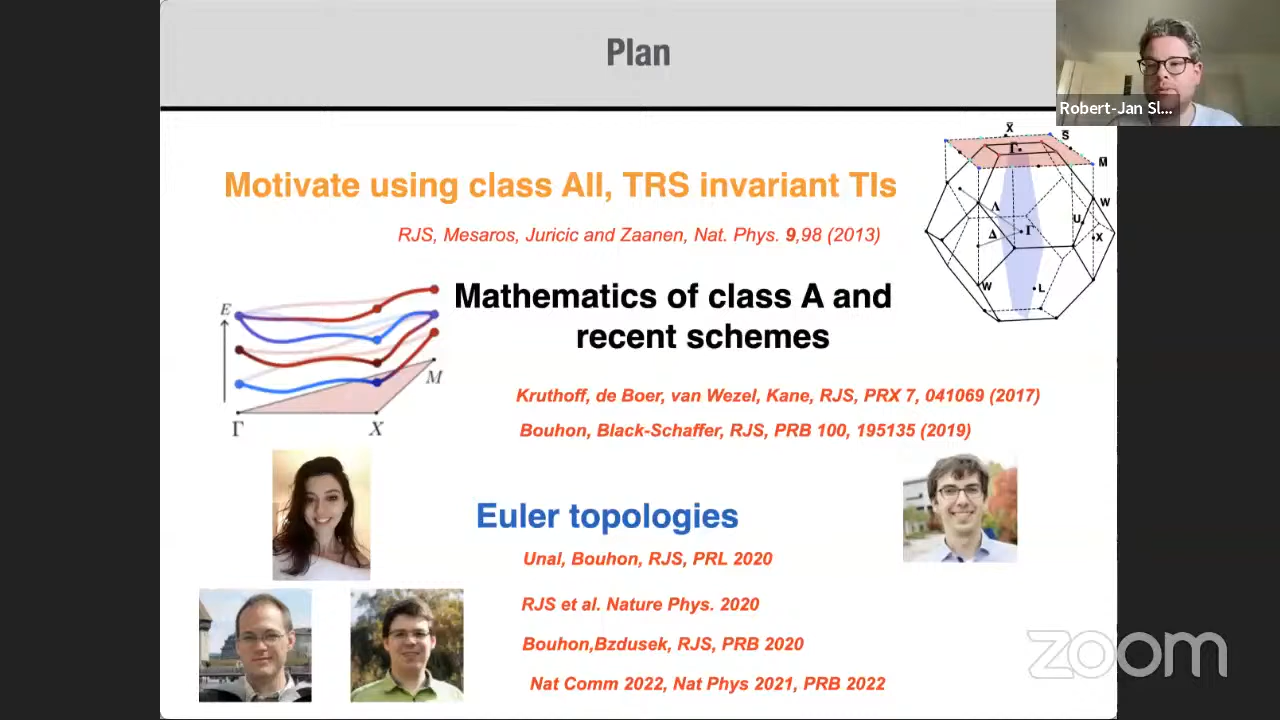 Plan
Robert-Jan Sl...
Motivate using class AII, TRS invariant TIs
RJS, Mesaros, Juricic and Zaanen, Nat. Phys. 9,98 (2013)
X̅
Γ̅
S̅
M̅
W
U
X
Λ
Γ
Δ
W
L
Mathematics of class A and
recent schemes
E
M
Γ
X
Kruthoff, de Boer, van Wezel, Kane, RJS, PRX 7, 041069 (2017)
Bouhon, Black-Schaffer, RJS, PRB 100, 195135 (2019)
Euler topologies
Unal, Bouhon, RJS, PRL 2020
RJS et al. Nature Phys. 2020
Bouhon,Bzdusek, RJS, PRB 2020
Nat Comm 2022, Nat Phys 2021, PRB 2022
zoom